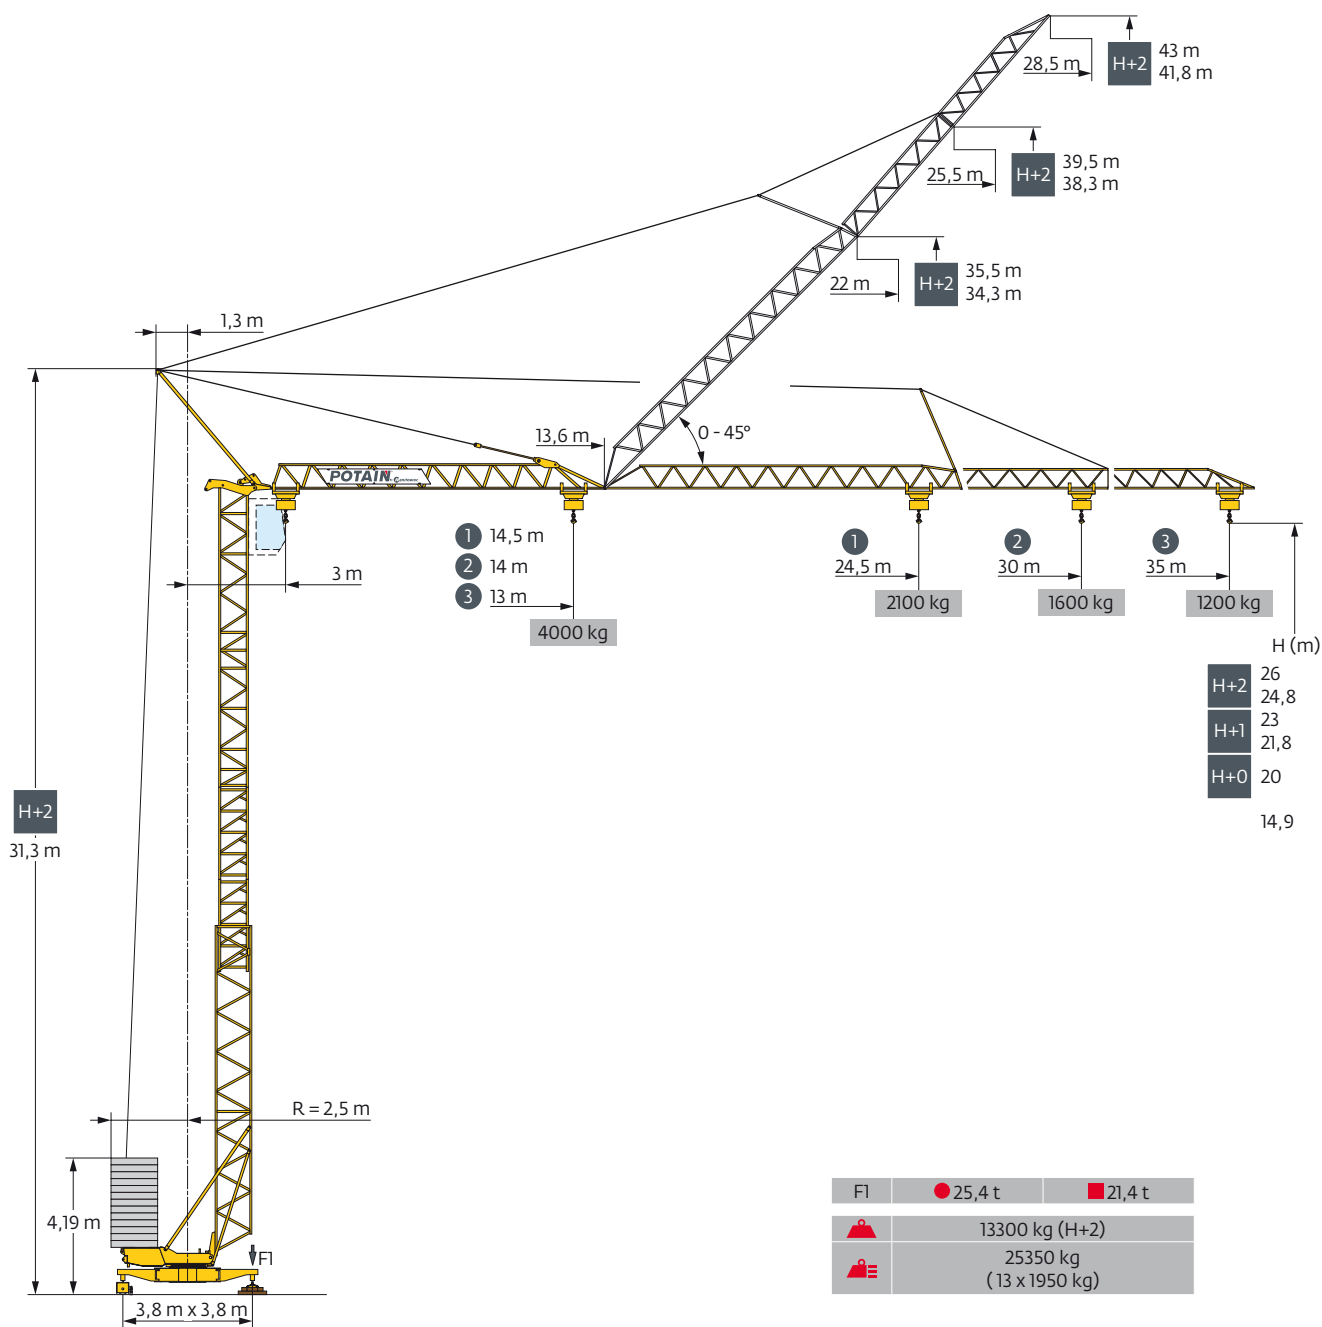 43 m
28,5 m
H+2
41,8 m
39,5 m
25,5 m
H+2
38,3 m
35,5 m
22 m
H+2
34,3 m
1,3 m
13,6 m
0 - 45°
POTAIN
1 14,5 m
2 14 m
3 13 m
4000 kg
3 m
1
24,5 m
2100 kg
2
30 m
1600 kg
3
35 m
1200 kg
H (m)
H+2
26
24,8
H+1
23
21,8
H+0 20
14,9
H+2
31,3 m
R = 2,5 m
4,19 m
F1
3,8 m x 3,8 m
F1 25,4 t 21,4 t
13300 kg (H+2)
25350 kg
( 13 x 1950 kg)